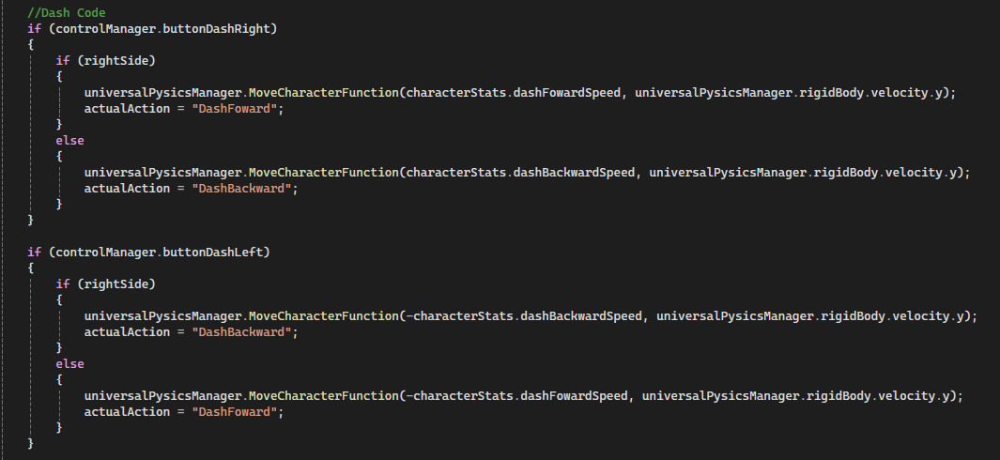 //Dash Code
if (controlManager.buttonDashRight)
{
if (rightSide)
{
universalPysicsManager.MoveCharacterFunction(characterStats.dashFowardSpeed, universalPysicsManager.rigidBody.velocity.y);
actualAction = "DashFoward";
}
else
{
universalPysicsManager.MoveCharacterFunction(characterStats.dashBackwardSpeed, universalPysicsManager.rigidBody.velocity.y);
actualAction = "DashBackward";
}
}
if (controlManager.buttonDashLeft)
{
if (rightSide)
{
universalPysicsManager.MoveCharacterFunction(-characterStats.dashBackwardSpeed, universalPysicsManager.rigidBody.velocity.y);
actualAction = "DashBackward";
}
else
{
universalPysicsManager.MoveCharacterFunction(-characterStats.dashFowardSpeed, universalPysicsManager.rigidBody.velocity.y);
actualAction = "DashFoward";
}
}